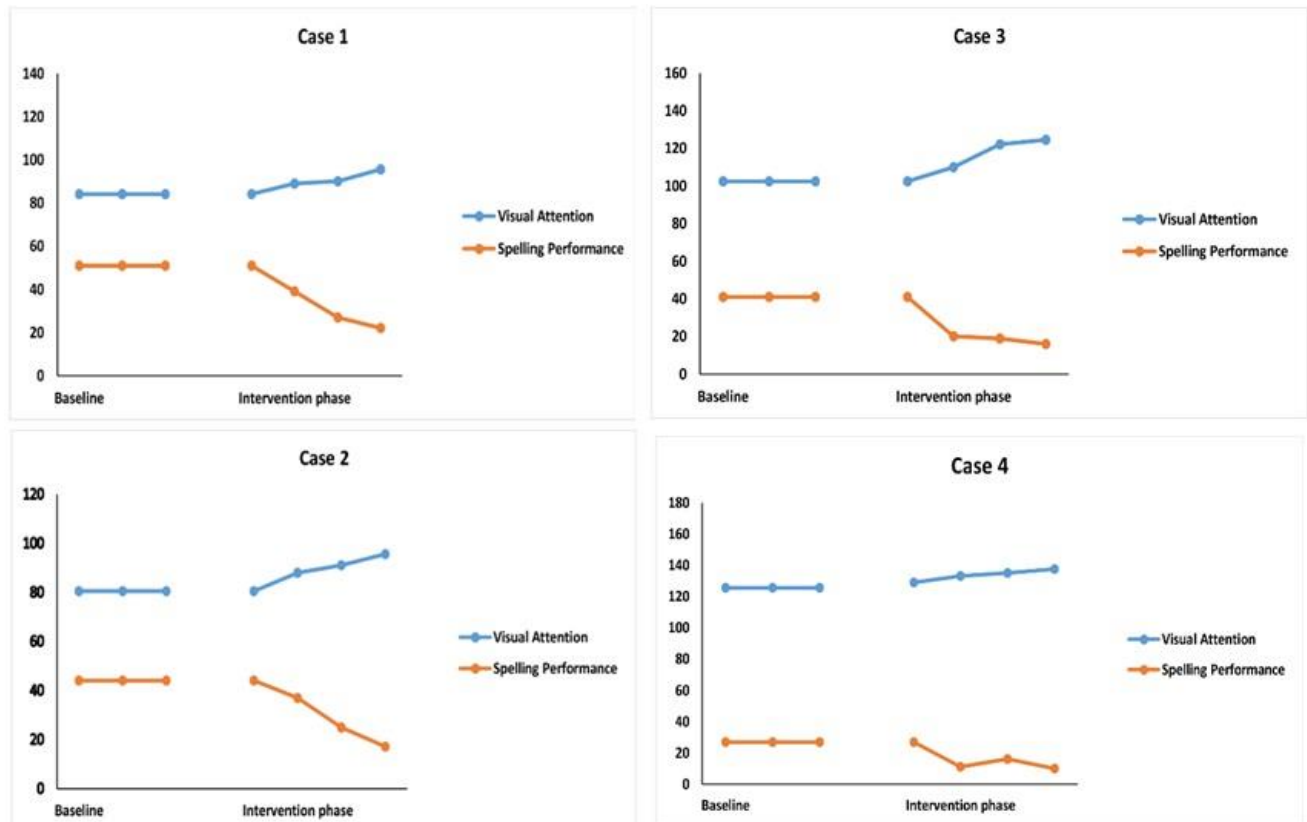 Case 1
140
120
100
80
60
40
20
0
Baseline
Intervention phase
Visual Attention
Spelling Performance
Case 3
160
140
120
100
80
60
40
20
0
Baseline
Intervention phase
Visual Attention
Spelling Performance
Case 2
120
100
80
60
40
20
0
Baseline
Intervention phase
Visual Attention
Spelling Performance
Case 4
180
160
140
120
100
80
60
40
20
0
Baseline
Intervention phase
Visual Attention
Spelling Performance